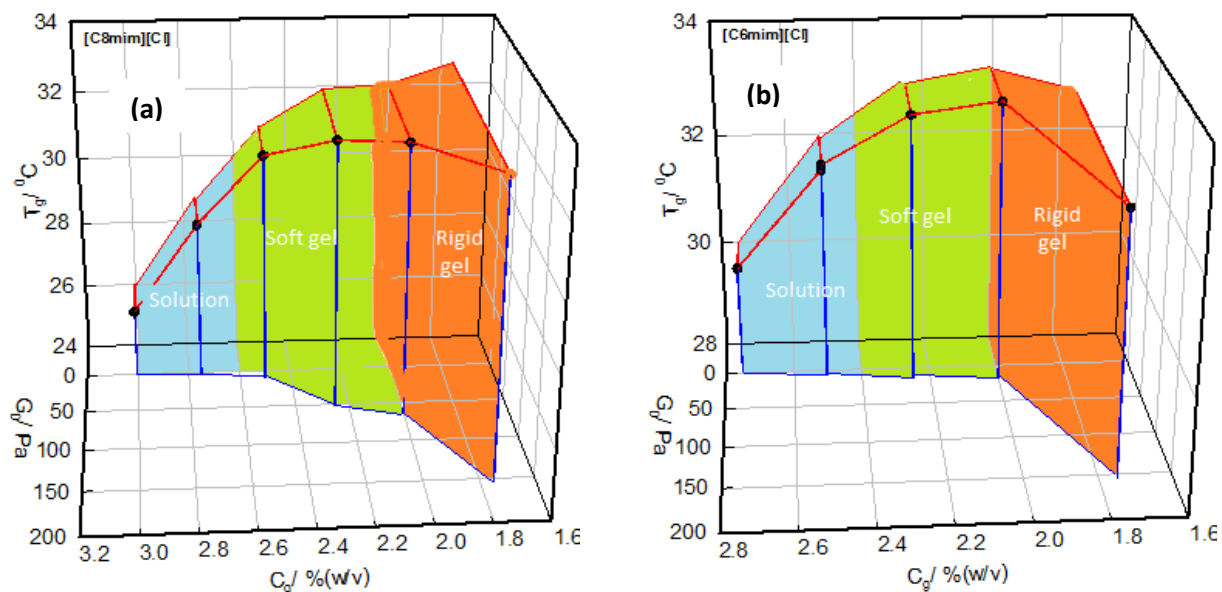 [C8mim][Cl]
(a)
34
32
30
28
26
24
0
50
100
150
200
Tg/ ⁰C
G₀/ Pa
Solution
Soft gel
Rigid
gel
3.2 3.0 2.8 2.6 2.4 2.2 2.0 1.8 1.6
Cg/ %(w/v)
[C6mim][Cl]
(b)
34
32
30
28
0
50
100
150
200
Tg/ ⁰C
G₀/ Pa
Solution
Soft gel
Rigid
gel
2.8 2.6 2.4 2.2 2.0 1.8 1.6
Cg/ %(w/v)